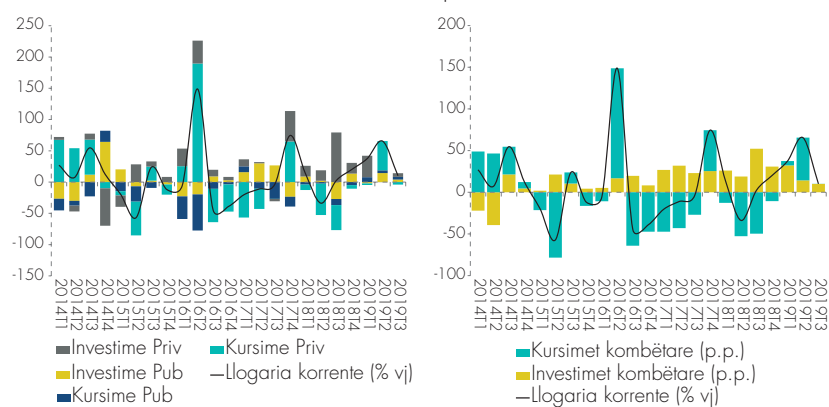 250
200
150
100
50
0
-50
-100
-150
2014T1
2014T2
2014T3
2014T4
2015T1
2015T2
2015T3
2015T4
2016T1
2016T2
2016T3
2016T4
2017T1
2017T2
2017T3
2017T4
2018T1
2018T2
2018T3
2018T4
2019T1
2019T2
2019T3
Investime Priv
Kursime Priv
Investime Pub
Llogaria korrente (% vj)
Kursime Pub
200
150
100
50
0
-50
-100
2014T1
2014T2
2014T3
2014T4
2015T1
2015T2
2015T3
2015T4
2016T1
2016T2
2016T3
2016T4
2017T1
2017T2
2017T3
2017T4
2018T1
2018T2
2018T3
2018T4
2019T1
2019T2
2019T3
Kursimet kombëtare (p.p.)
Investimet kombëtare (p.p.)
Llogaria korrente (% vj)